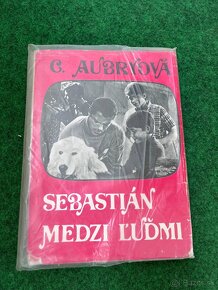 C. AUBRYOVÁ
SEBASTIÁN
MEDZI ĽUĎMI